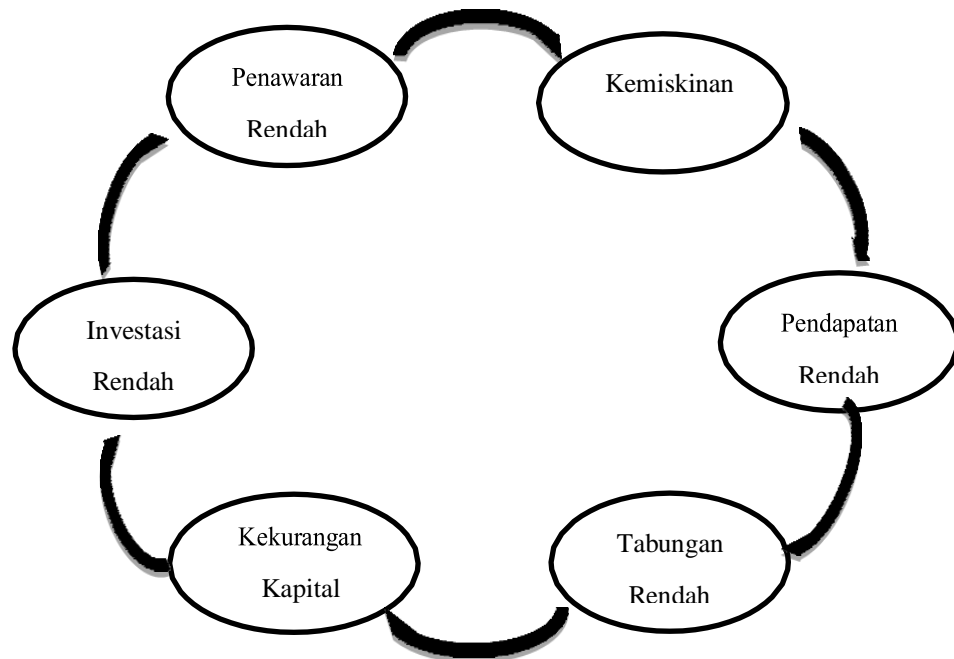 Penawaran
Rendah
Kemiskinan
Pendapatan
Rendah
Tabungan
Rendah
Kekurangan
Kapital
Investasi
Rendah